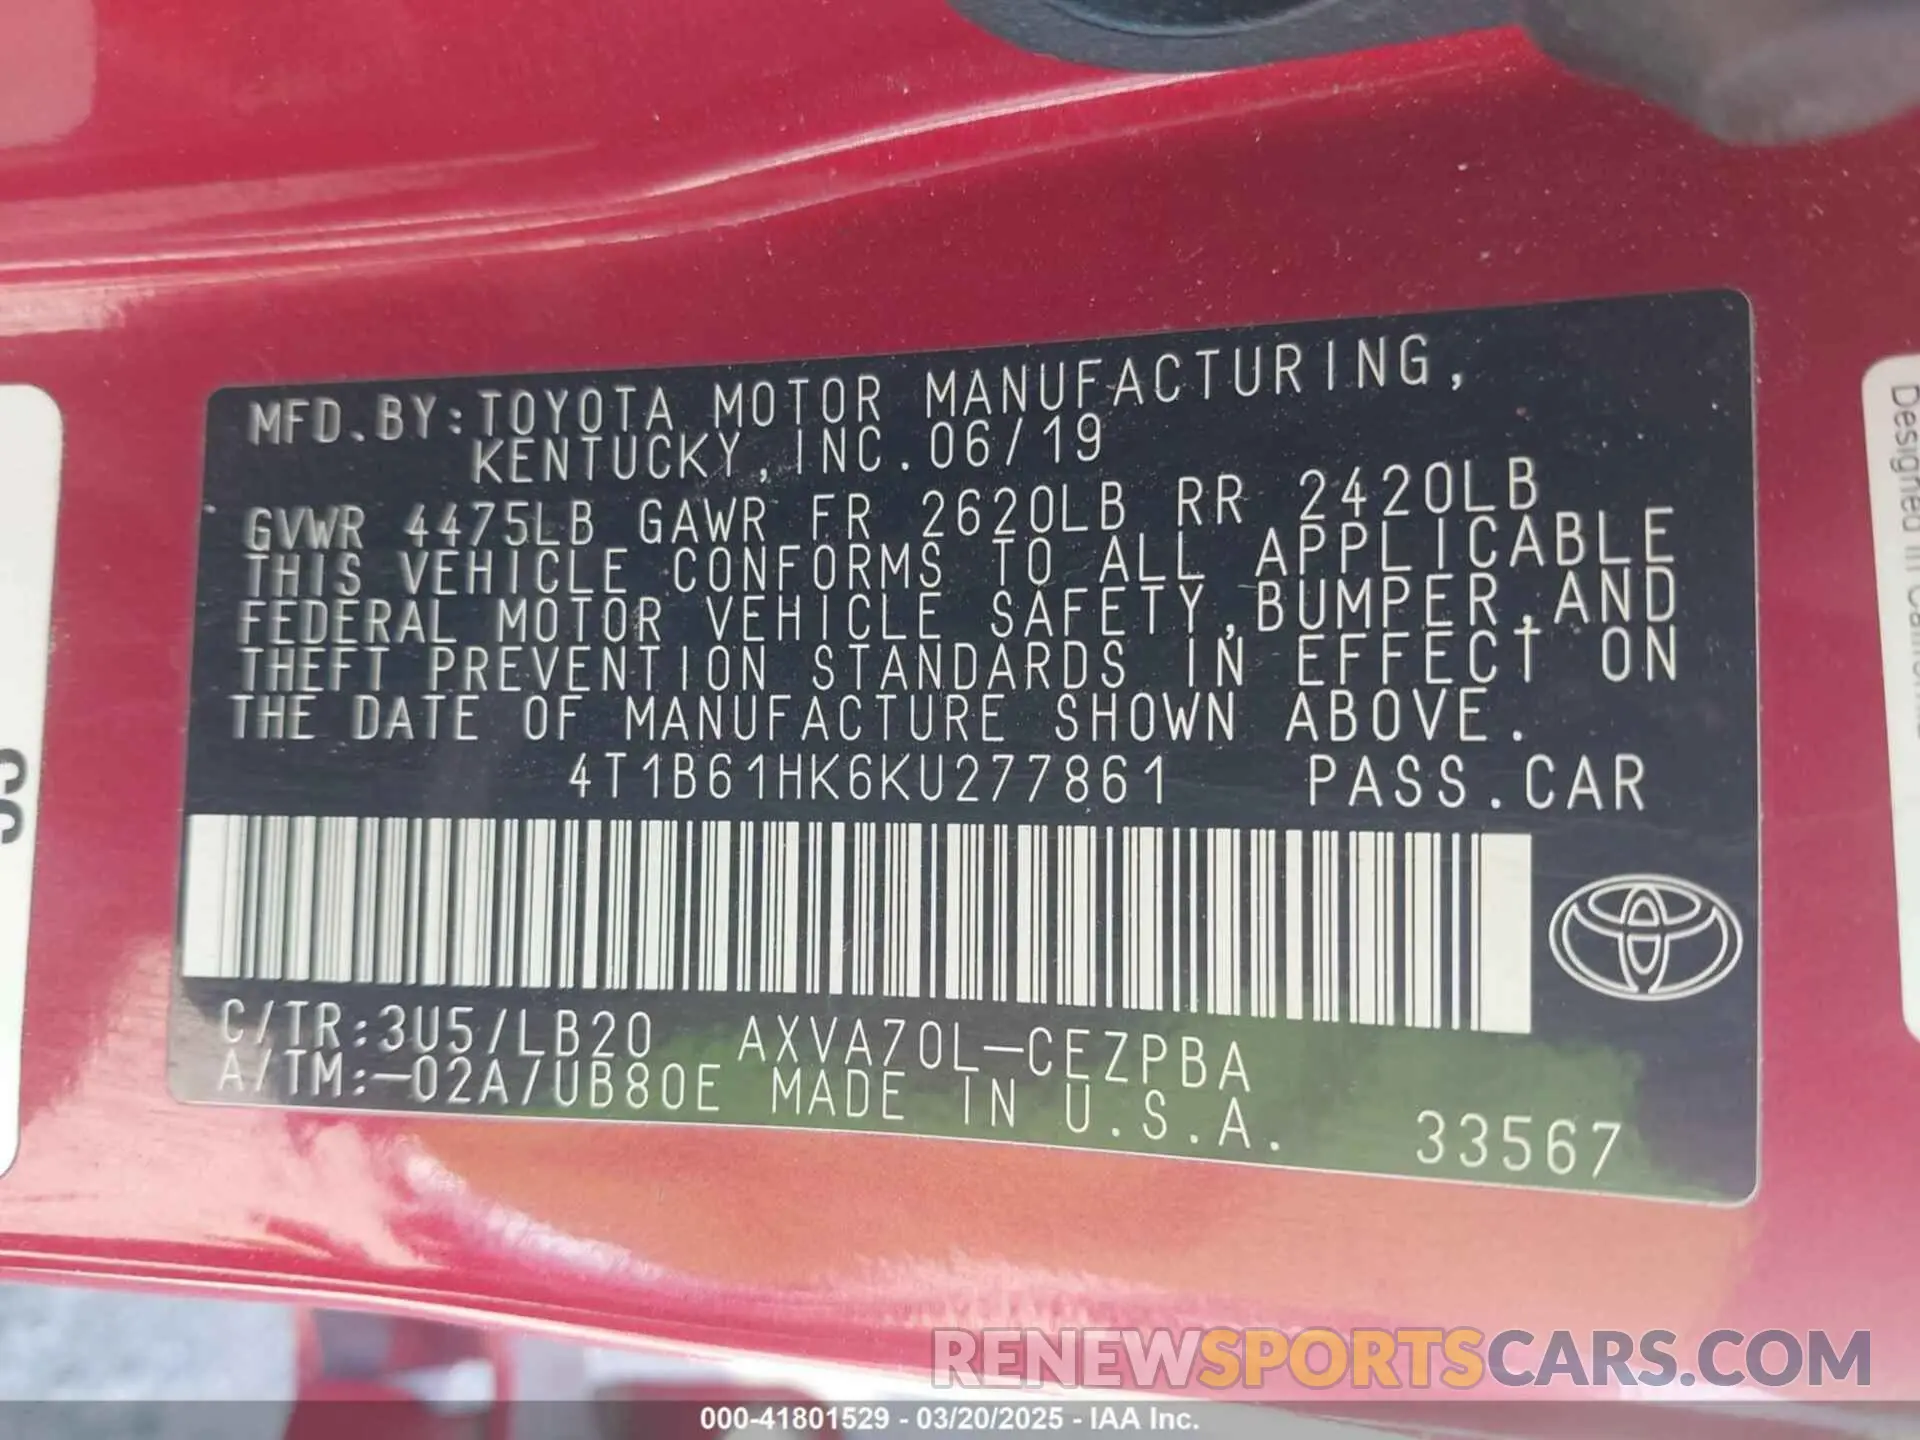 MFD.BY:TOYOTA MOTOR MANUFACTURING,
KENTUCKY,INC.06/19
GVWR 4475LB GAWR FR 2620LB RR 2420LB
THIS VEHICLE CONFORMS TO ALL APPLICABLE
FEDERAL MOTOR VEHICLE SAFETY,BUMPER,AND
THEFT PREVENTION STANDARDS IN EFFECT ON
THE DATE OF MANUFACTURE SHOWN ABOVE.
4T1B61HK6KU277861 PASS.CAR
C/TR:3U5/LB20 AXVA70L-CEZPBA
A/TM:-02A/UB80E MADE IN U.S.A.
33567
Designed in California
RENEWSPORTSCARS.COM
000-41801529 - 03/20/2025 - IAA Inc.